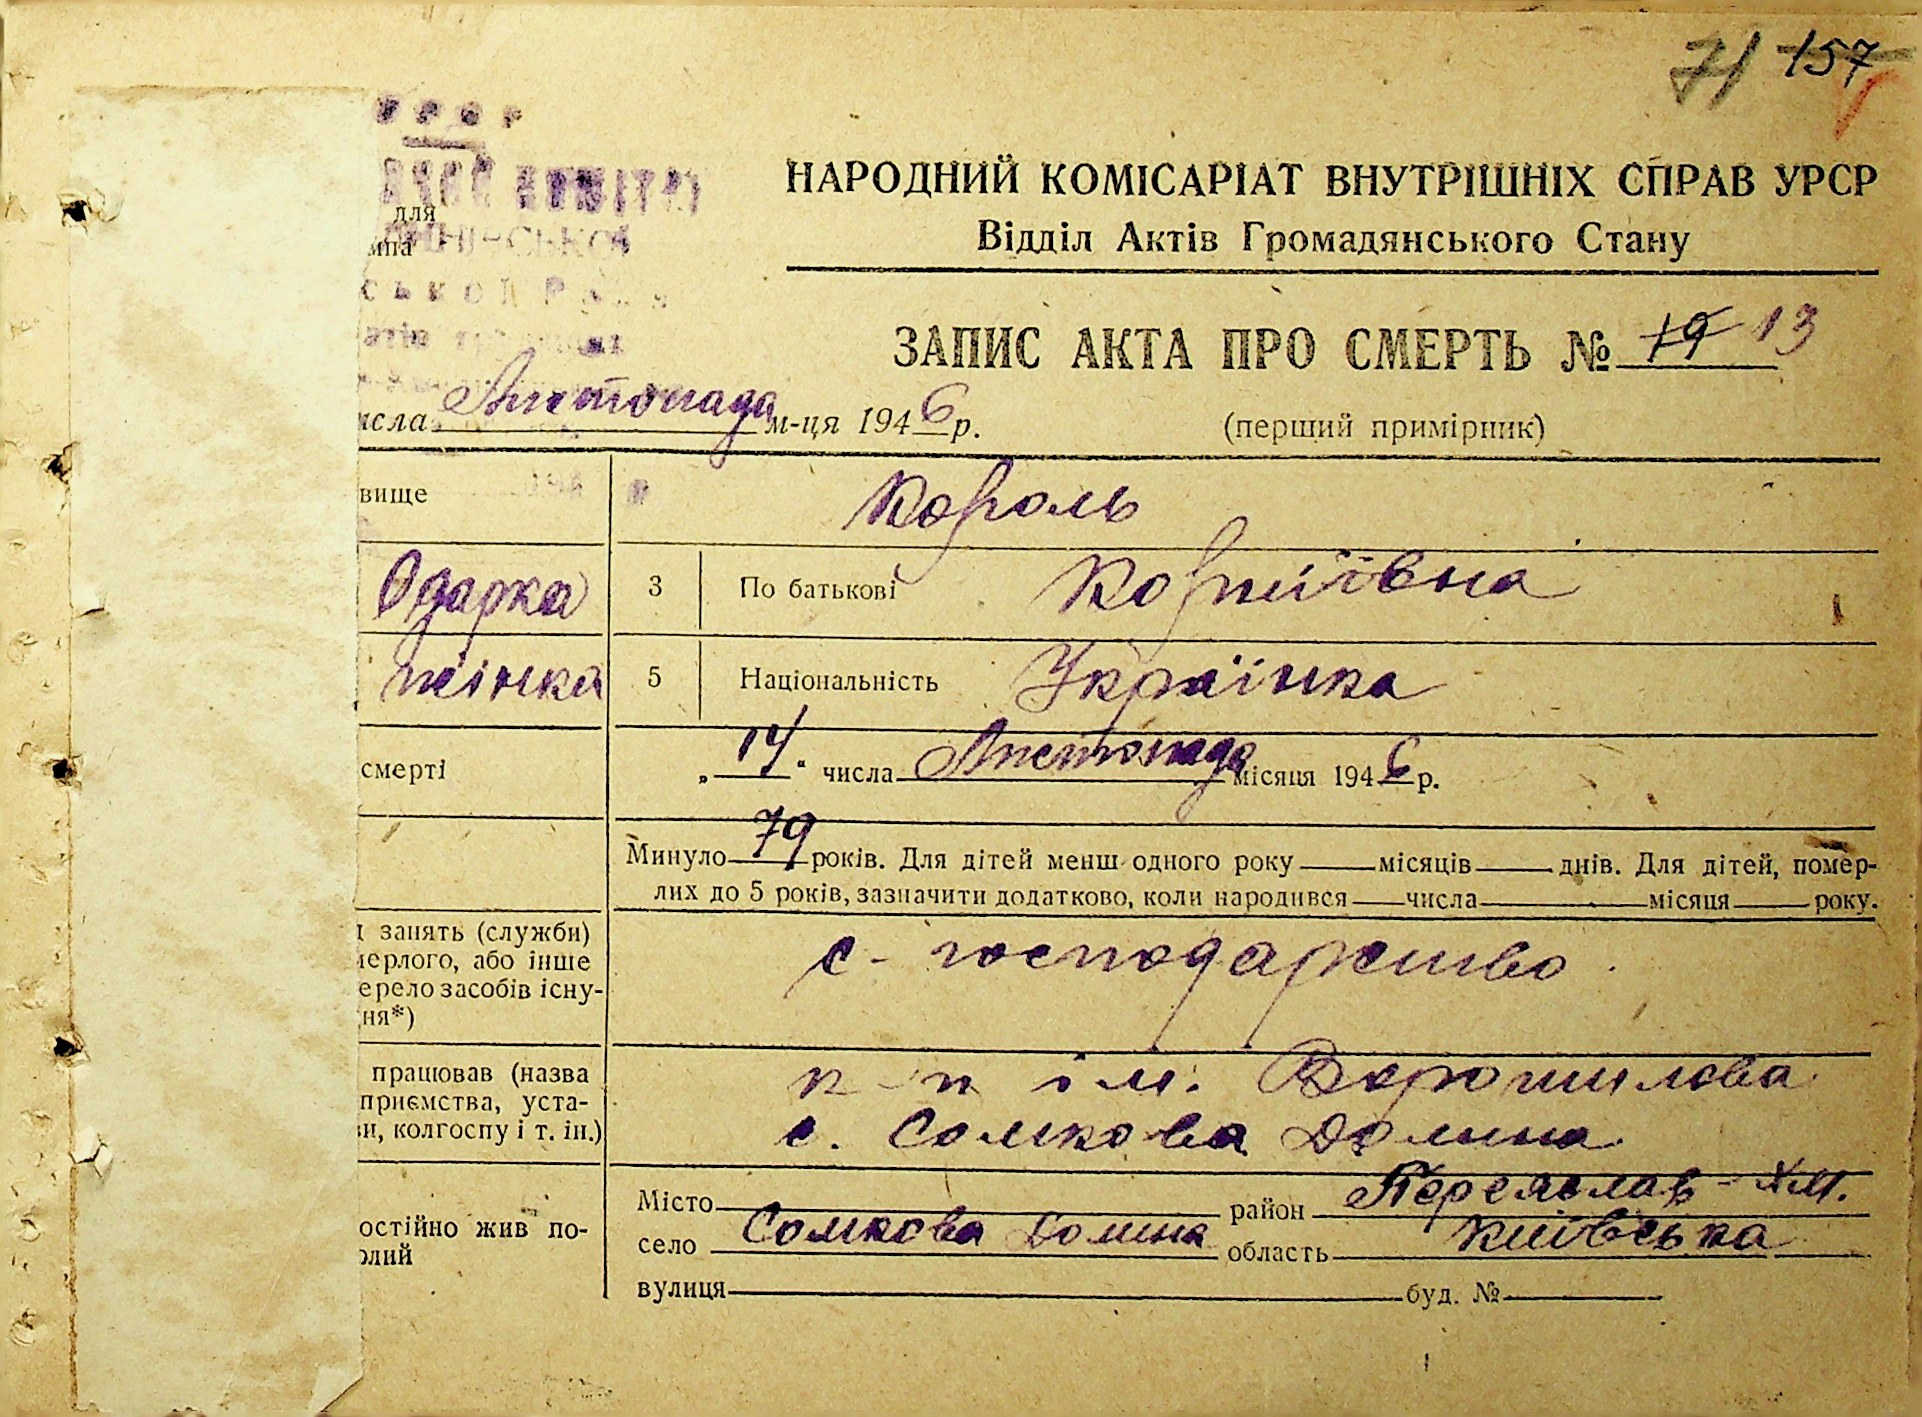 71 157
НАРОДНИЙ КОМІСАРІАТ ВНУТРІШНІХ СПРАВ УРСР
Відділ Актів Громадянського Стану
для
мпа
ЗАПИС АКТА ПРО СМЕРТЬ № 19 13
исла Листопада м-ця 1946 р.
(перший примірник)
вище Король
Одарка 3 По батькові Корніївна
жінка 5 Національність Українка
смерті „14“ числа Листопада місяця 1946 р.
Минуло 79 років. Для дітей менш одного року місяців днів. Для дітей, помер-
лих до 5 років, зазначити додатково, коли народився числа місяця року.
д занять (служби)
мерлого, або інше
ерело засобів існу-
ня*)
с-господарство
працював (назва
приємства, уста-
ви, колгоспу і т. ін.)
к-п ім. Ворошилова
с. Сомкова Долина
остійно жив по-
олий
Місто район Переяслав-Хм.
село Сомкова Долина область Київська
вулиця буд. №